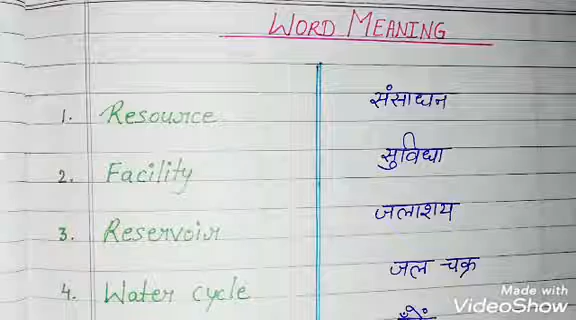 WORD MEANING
1. Resource संसाधन
2. Facility सुविधा
3. Reservoir जलाशय
4. Water cycle जल चक्र
Made with
VideoShow